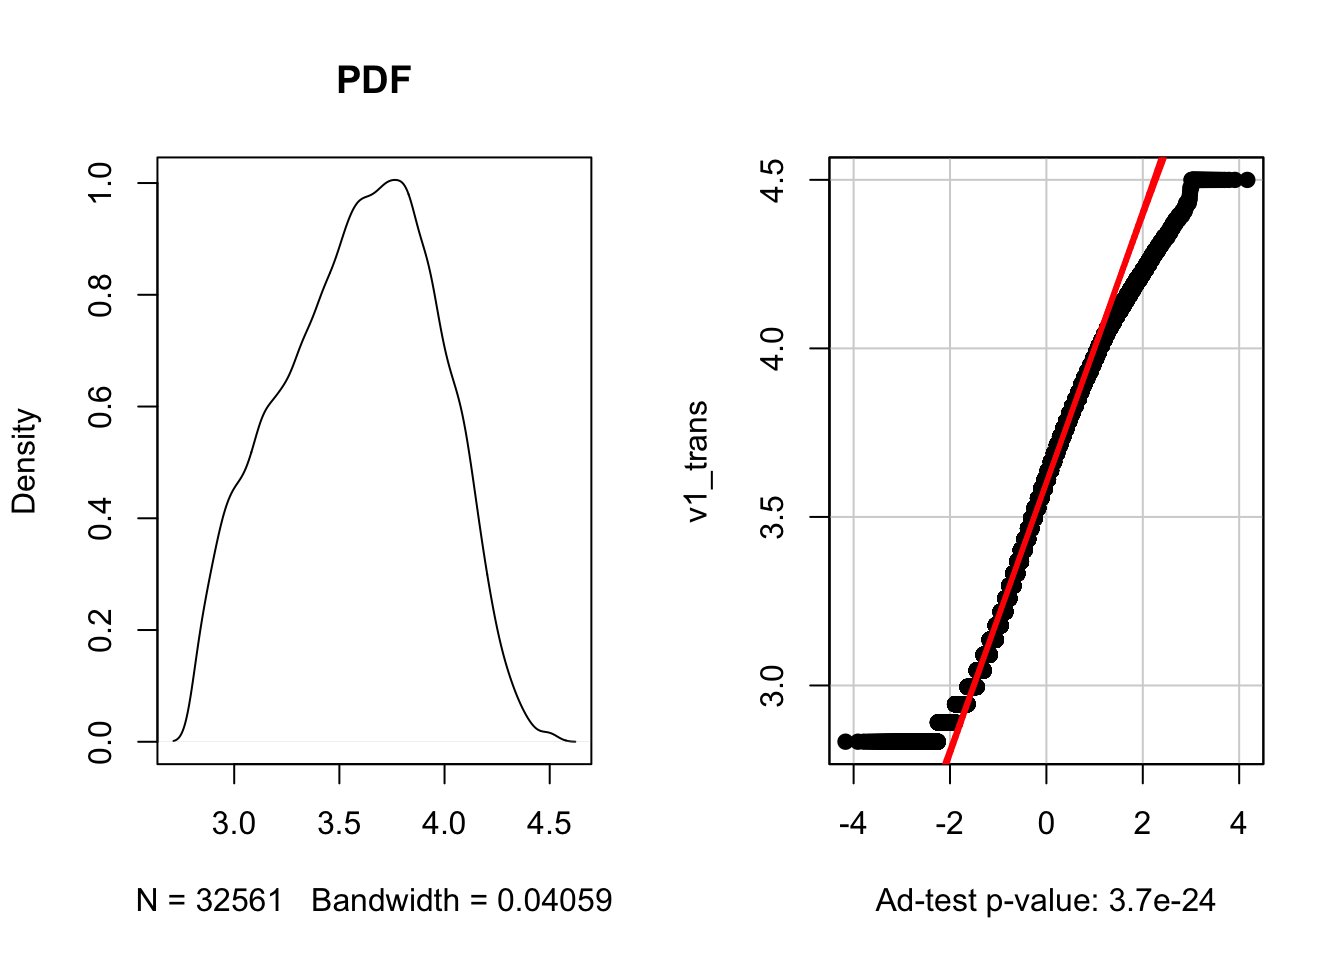 PDF
Density
0.0 0.2 0.4 0.6 0.8 1.0
3.0 3.5 4.0 4.5
N = 32561 Bandwidth = 0.04059
v1_trans
3.0 3.5 4.0 4.5
-4 -2 0 2 4
Ad-test p-value: 3.7e-24